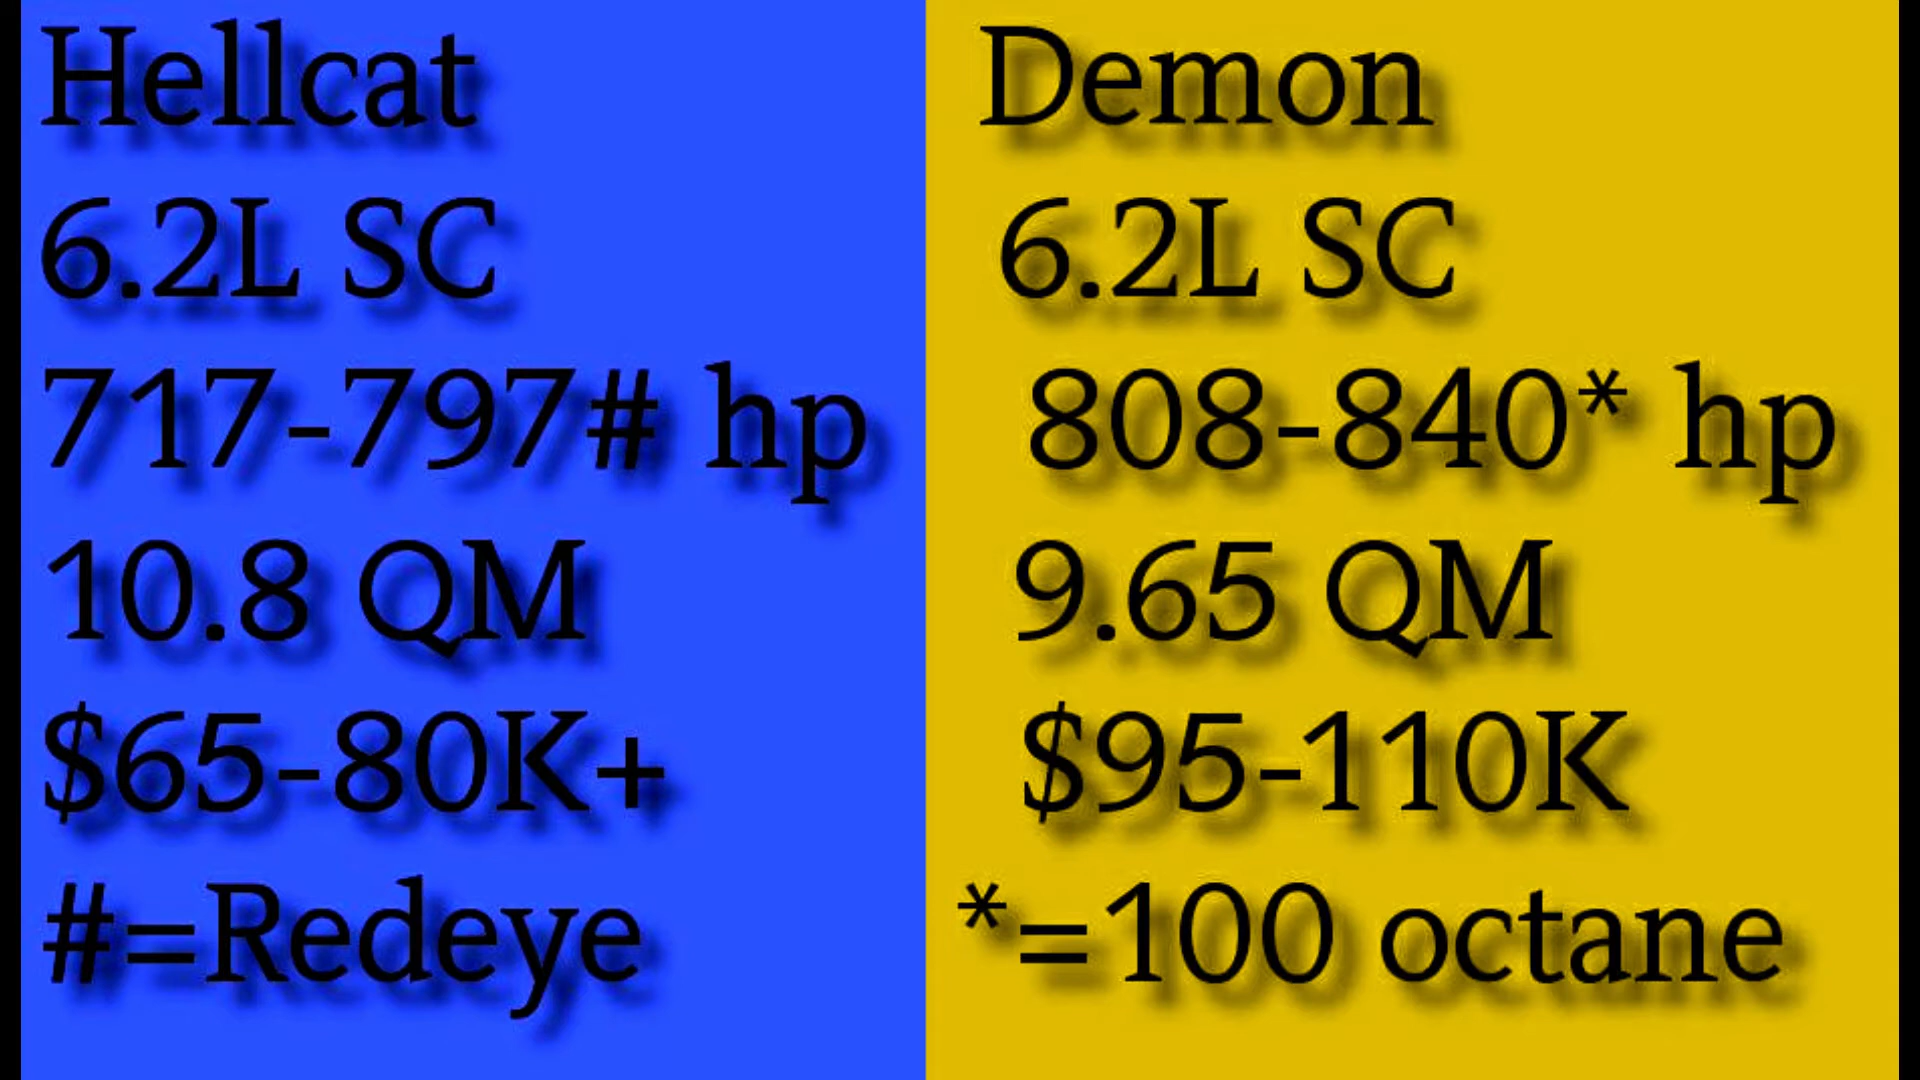 Hellcat
6.2L SC
717-797# hp
10.8 QM
$65-80K+
#=Redeye
Demon
6.2L SC
808-840* hp
9.65 QM
$95-110K
*=100 octane